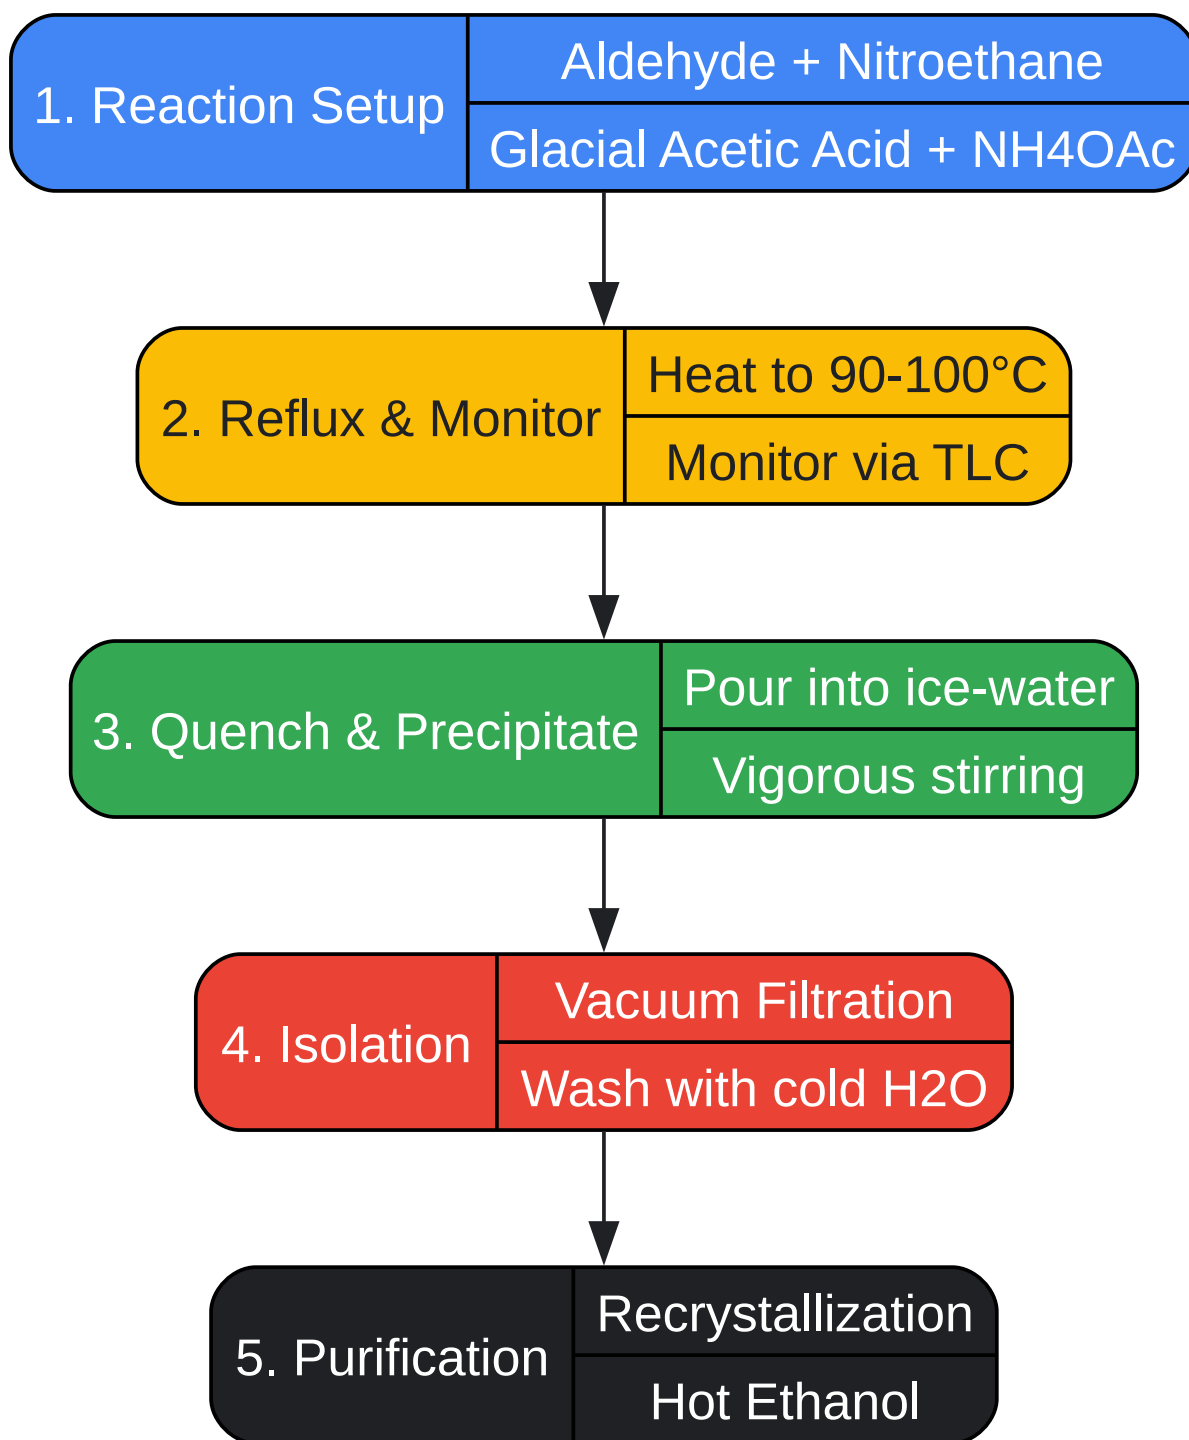 1. Reaction Setup
Aldehyde + Nitroethane
Glacial Acetic Acid + NH4OAc
2. Reflux & Monitor
Heat to 90-100°C
Monitor via TLC
3. Quench & Precipitate
Pour into ice-water
Vigorous stirring
4. Isolation
Vacuum Filtration
Wash with cold H2O
5. Purification
Recrystallization
Hot Ethanol